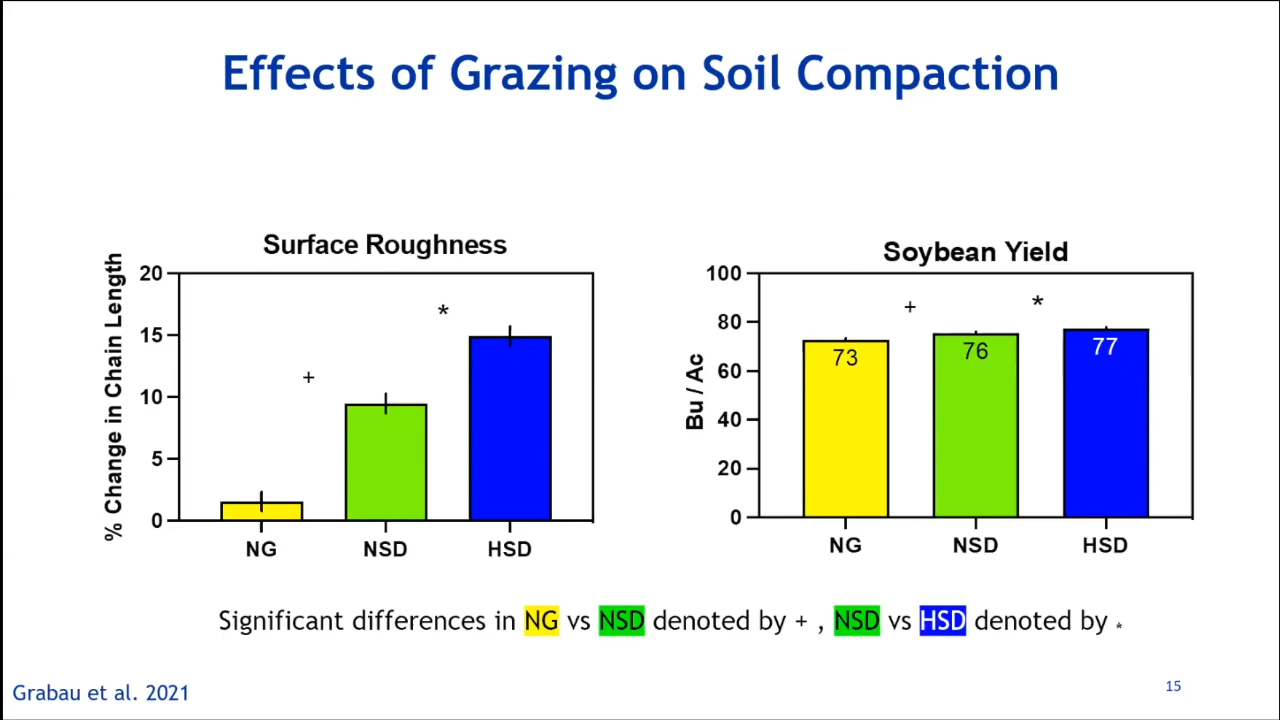 Effects of Grazing on Soil Compaction
Surface Roughness
% Change in Chain Length
20
15
10
5
0
+
*
NG
NSD
HSD
Soybean Yield
Bu / Ac
100
80
60
40
20
0
+
*
73
76
77
NG
NSD
HSD
Significant differences in NG vs NSD denoted by + , NSD vs HSD denoted by *
Grabau et al. 2021
15